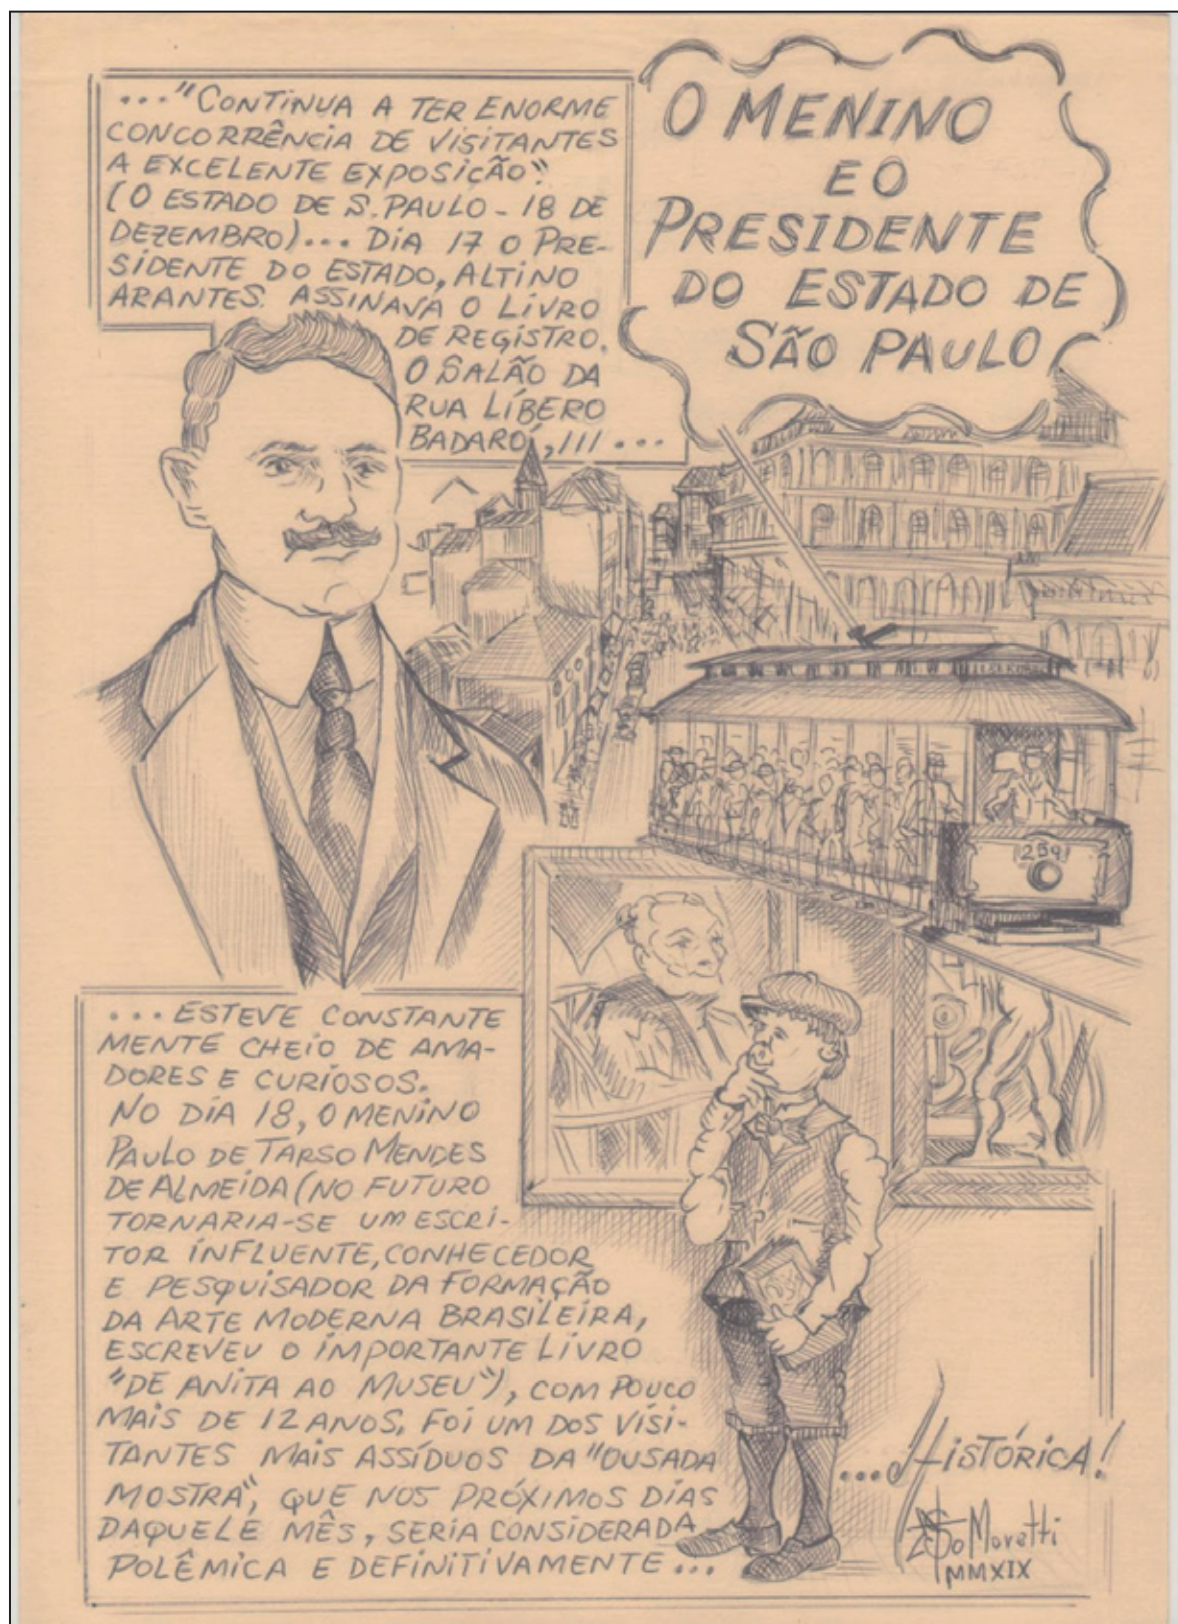 ..."CONTINUA A TER ENORME
CONCORRÊNCIA DE VISITANTES
A EXCELENTE EXPOSIÇÃO".
(O ESTADO DE S. PAULO - 18 DE
DEZEMBRO)... DIA 17 O PRE-
SIDENTE DO ESTADO, ALTINO
ARANTES. ASSINAVA O LIVRO
DE REGISTRO.
O SALÃO DA
RUA LÍBERO
BADARÓ, 111...
O MENINO
E O
PRESIDENTE
DO ESTADO DE
SÃO PAULO
259
...ESTEVE CONSTANTE
MENTE CHEIO DE AMA-
DORES E CURIOSOS.
NO DIA 18, O MENINO
PAULO DE TARSO MENDES
DE ALMEIDA (NO FUTURO
TORNARIA-SE UM ESCRI-
TOR INFLUENTE, CONHECEDOR
E PESQUISADOR DA FORMAÇÃO
DA ARTE MODERNA BRASILEIRA,
ESCREVEU O IMPORTANTE LIVRO
"DE ANITA AO MUSEU"), COM POUCO
MAIS DE 12 ANOS, FOI UM DOS VISI-
TANTES MAIS ASSÍDUOS DA "OUSADA
MOSTRA", QUE NOS PRÓXIMOS DIAS
DAQUELE MÊS, SERIA CONSIDERADA
POLÊMICA E DEFINITIVAMENTE...
...HISTÓRICA!
Moretti
MMXIX